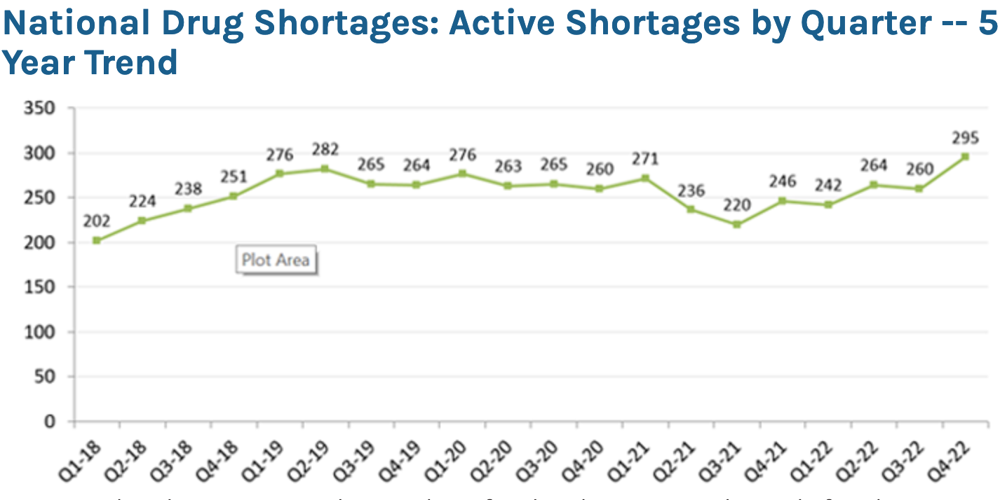 National Drug Shortages: Active Shortages by Quarter -- 5
Year Trend
350
300
250
200
150
100
50
0
202
224
238
251
276
282
265
264
276
263
265
260
271
236
220
246
242
264
260
295
Plot Area
Q1-18
Q2-18
Q3-18
Q4-18
Q1-19
Q2-19
Q3-19
Q4-19
Q1-20
Q2-20
Q3-20
Q4-20
Q1-21
Q2-21
Q3-21
Q4-21
Q1-22
Q2-22
Q3-22
Q4-22